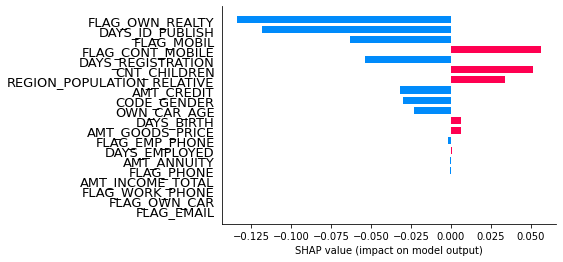 FLAG_OWN_REALTY
DAYS_ID_PUBLISH
FLAG_MOBIL
FLAG_CONT_MOBILE
DAYS_REGISTRATION
CNT_CHILDREN
REGION_POPULATION_RELATIVE
AMT_CREDIT
CODE_GENDER
OWN_CAR_AGE
DAYS_BIRTH
AMT_GOODS_PRICE
FLAG_EMP_PHONE
DAYS_EMPLOYED
AMT_ANNUITY
FLAG_PHONE
AMT_INCOME_TOTAL
FLAG_WORK_PHONE
FLAG_OWN_CAR
FLAG_EMAIL
−0.125 −0.100 −0.075 −0.050 −0.025 0.000 0.025 0.050
SHAP value (impact on model output)